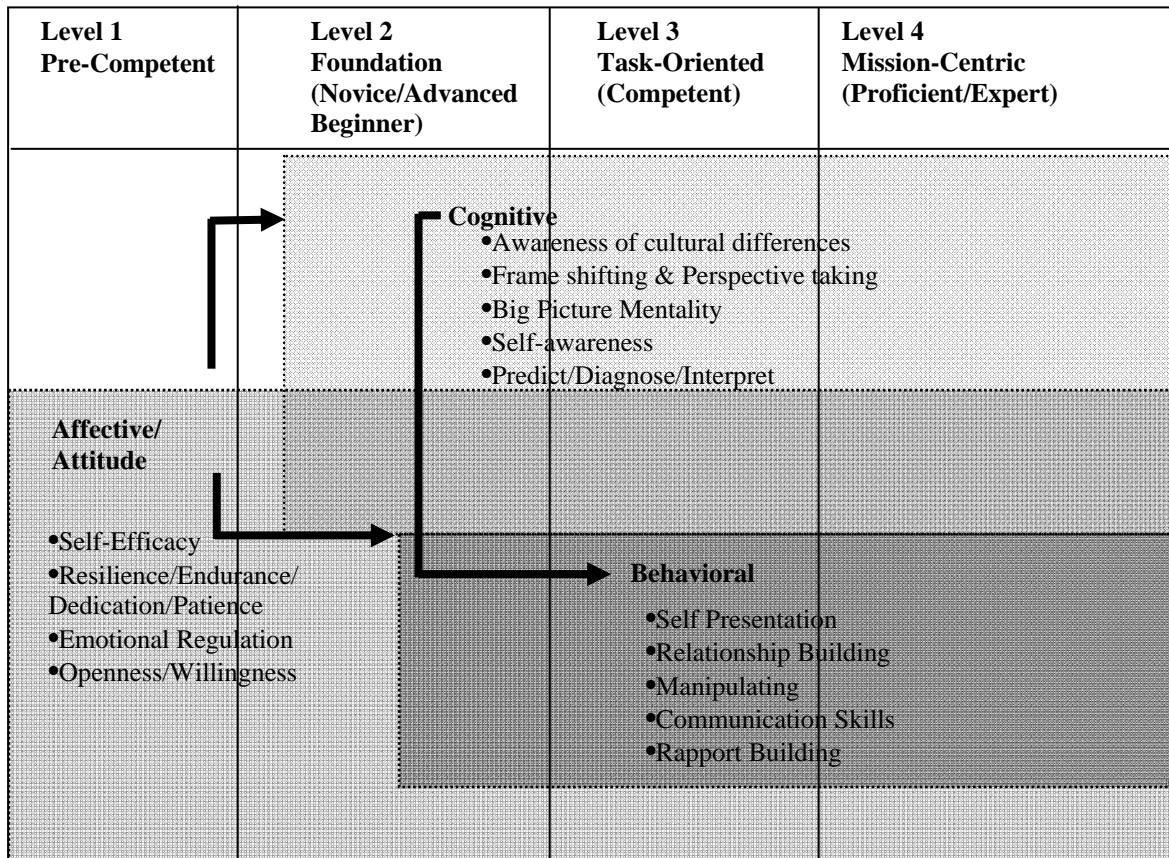 Level 1
Pre-Competent
Level 2
Foundation
(Novice/Advanced
Beginner)
Level 3
Task-Oriented
(Competent)
Level 4
Mission-Centric
(Proficient/Expert)
Cognitive
•Awareness of cultural differences
•Frame shifting & Perspective taking
•Big Picture Mentality
•Self-awareness
•Predict/Diagnose/Interpret
Affective/
Attitude
•Self-Efficacy
•Resilience/Endurance/
Dedication/Patience
•Emotional Regulation
•Openness/Willingness
Behavioral
•Self Presentation
•Relationship Building
•Manipulating
•Communication Skills
•Rapport Building